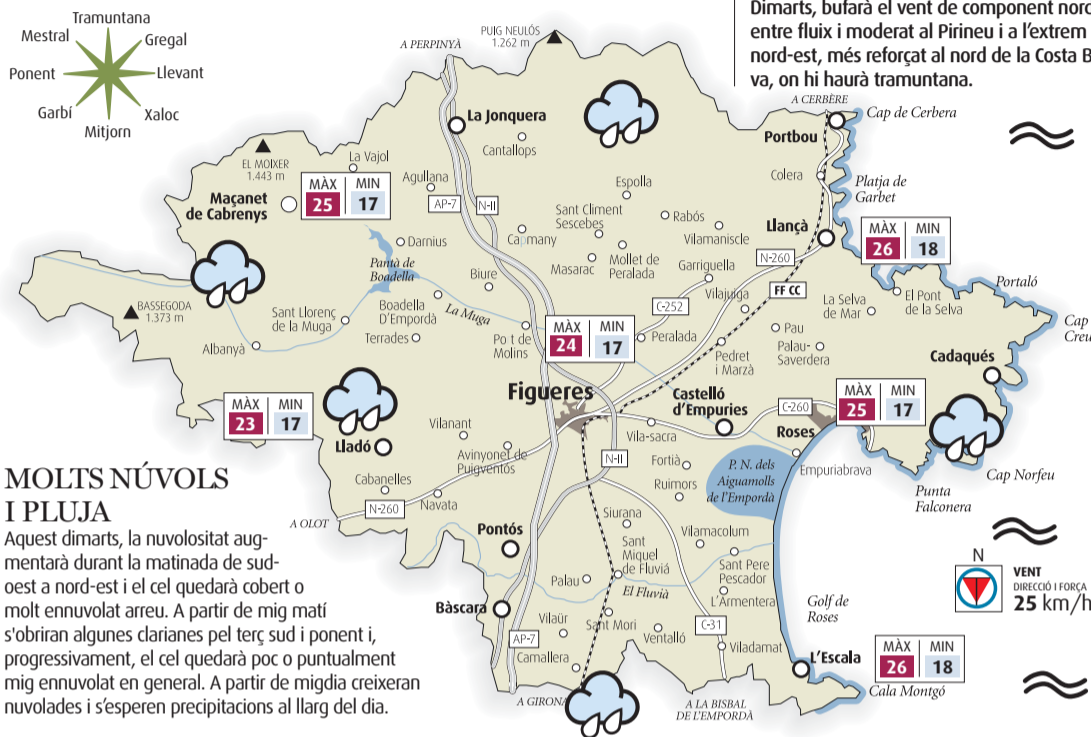 Tramuntana
Mestral
Gregal
Ponent
Llevant
Garbí
Xaloc
Mitjorn
Dimarts, bufarà el vent de component nord
entre fluix i moderat al Pirineu i a l'extrem
nord-est, més reforçat al nord de la Costa B
va, on hi haurà tramuntana.
A PERPINYÀ
PUIG NEULÓS
1.262 m
A CERBÈRE
Cap de Cerbera
La Jonquera
Cantallops
Portbou
EL MOIXER
1.443 m
La Vajol
Agullana
Colera
Platja de
Garbet
MÀX MIN
25 17
Maçanet
de Cabrenys
AP-7
N-II
Espolla
Sant Climent
Sescebes
Rabós
Vilamaniscle
Llançà
MÀX MIN
26 18
Darnius
Capmany
Masarac
Mollet de
Peralada
Garriguella
N-260
Pantà de
Boadella
Biure
Vilajuïga
FF CC
Portaló
BASSEGODA
1.373 m
Sant Llorenç
de la Muga
Boadella
D'Empordà
La Muga
C-252
La Selva
de Mar
El Pont
de la Selva
Cap
Creu
Albanyà
Terrades
Po t de
Molins
MÀX MIN
24 17
Peralada
Pau
Palau-
Saverdera
Pedret
i Marzà
Cadaqués
Figueres
Castelló
d'Empuries
C-260
MÀX MIN
25 17
MÀX MIN
23 17
Lladó
Vilanant
Vila-sacra
Roses
Avinyonet de
Puigventós
N-II
Fortià
P. N. dels
Aiguamolls
de l'Empordà
Empuriabrava
Cap Norfeu
Cabanelles
Ruimors
Punta
Falconera
MOLTS NÚVOLS
I PLUJA
A OLOT
N-260
Navata
Siurana
Pontós
Vilamacolum
Sant
Miquel
de Fluvià
Sant Pere
Pescador
N
VENT
DIRECCIÓ I FORÇA
25 km/h
Palau
El Fluvià
L'Armentera
Golf de
Roses
Bàscara
Vilaür
Sant Mori
Ventalló
C-31
AP-7
Camallera
Viladamat
L'Escala
MÀX MIN
26 18
Cala Montgó
A GIRONA
A LA BISBAL
DE L'EMPORDÀ
Aquest dimarts, la nuvolositat aug-
mentarà durant la matinada de sud-
oest a nord-est i el cel quedarà cobert o
molt ennuvolat arreu. A partir de mig matí
s'obriran algunes clarianes pel terç sud i ponent i,
progressivament, el cel quedarà poc o puntualment
mig ennuvolat en general. A partir de migdia creixeran
nuvolades i s'esperen precipitacions al llarg del dia.